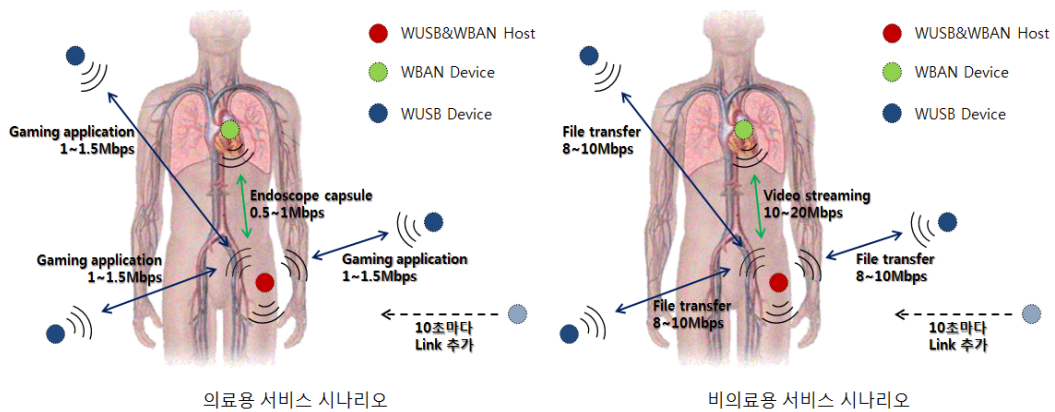 WUSB&WBAN Host
WBAN Device
WUSB Device
Gaming application
1~1.5Mbps
Endoscope capsule
0.5~1Mbps
Gaming application
1~1.5Mbps
Gaming application
1~1.5Mbps
10초마다
Link 추가
의료용 서비스 시나리오
WUSB&WBAN Host
WBAN Device
WUSB Device
File transfer
8~10Mbps
Video streaming
10~20Mbps
File transfer
8~10Mbps
File transfer
8~10Mbps
10초마다
Link 추가
비의료용 서비스 시나리오